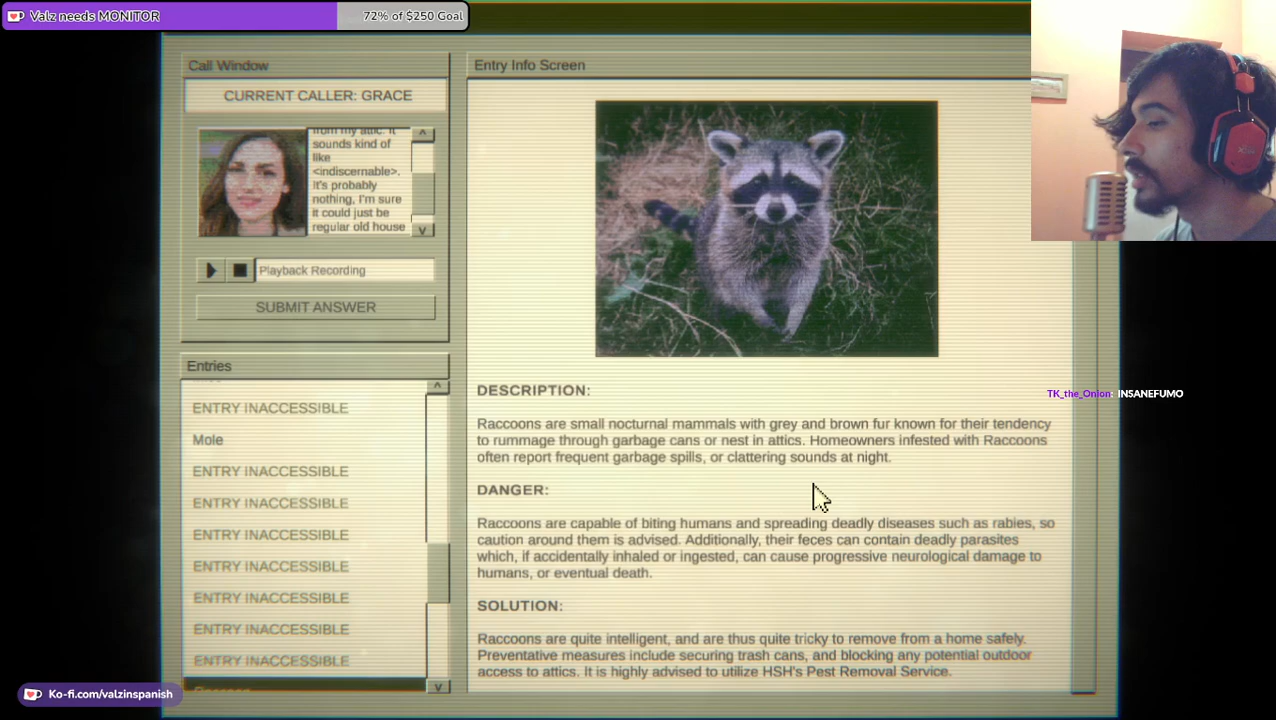 Valz needs MONITOR
72% of $250 Goal
Call Window
CURRENT CALLER: GRACE
from my attic. It
sounds kind of
like
<indiscernable>.
It's probably
nothing, I'm sure
it could just be
regular old house
Playback Recording
SUBMIT ANSWER
Entries
ENTRY INACCESSIBLE
Mole
ENTRY INACCESSIBLE
ENTRY INACCESSIBLE
ENTRY INACCESSIBLE
ENTRY INACCESSIBLE
ENTRY INACCESSIBLE
ENTRY INACCESSIBLE
ENTRY INACCESSIBLE
Ko-fi.com/valzinspanish
Entry Info Screen
DESCRIPTION:
Raccoons are small nocturnal mammals with grey and brown fur known for their tendency
to rummage through garbage cans or nest in attics. Homeowners infested with Raccoons
often report frequent garbage spills, or clattering sounds at night.
DANGER:
Raccoons are capable of biting humans and spreading deadly diseases such as rabies, so
caution around them is advised. Additionally, their feces can contain deadly parasites
which, if accidentally inhaled or ingested, can cause progressive neurological damage to
humans, or eventual death.
SOLUTION:
Raccoons are quite intelligent, and are thus quite tricky to remove from a home safely.
Preventative measures include securing trash cans, and blocking any potential outdoor
access to attics. It is highly advised to utilize HSH's Pest Removal Service.
TK_the_Onion: INSANEFUMO